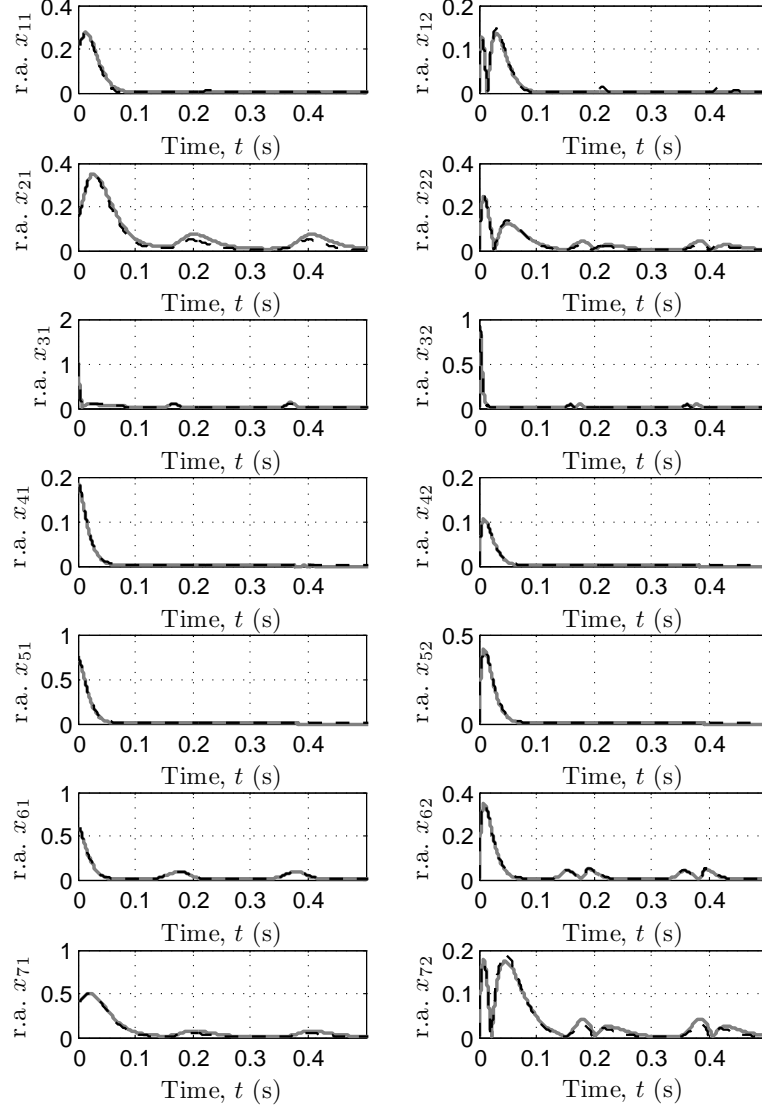 0.4
0.2
0
r.a. x11
0 0.1 0.2 0.3 0.4
Time, t (s)
0.2
0.1
0
r.a. x12
0 0.1 0.2 0.3 0.4
Time, t (s)
0.4
0.2
0
r.a. x21
0 0.1 0.2 0.3 0.4
Time, t (s)
0.4
0.2
0
r.a. x22
0 0.1 0.2 0.3 0.4
Time, t (s)
2
1
0
r.a. x31
0 0.1 0.2 0.3 0.4
Time, t (s)
1
0.5
0
r.a. x32
0 0.1 0.2 0.3 0.4
Time, t (s)
0.2
0.1
0
r.a. x41
0 0.1 0.2 0.3 0.4
Time, t (s)
0.2
0.1
0
r.a. x42
0 0.1 0.2 0.3 0.4
Time, t (s)
1
0.5
0
r.a. x51
0 0.1 0.2 0.3 0.4
Time, t (s)
0.5
0
r.a. x52
0 0.1 0.2 0.3 0.4
Time, t (s)
1
0.5
0
r.a. x61
0 0.1 0.2 0.3 0.4
Time, t (s)
0.4
0.2
0
r.a. x62
0 0.1 0.2 0.3 0.4
Time, t (s)
1
0.5
0
r.a. x71
0 0.1 0.2 0.3 0.4
Time, t (s)
0.2
0.1
0
r.a. x72
0 0.1 0.2 0.3 0.4
Time, t (s)